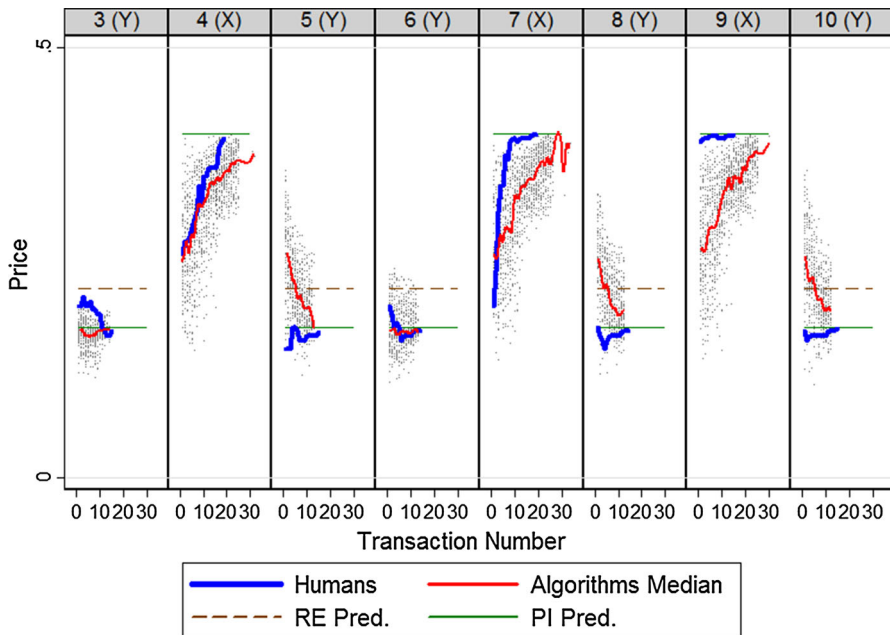 3 (Y) 4 (X) 5 (Y) 6 (Y) 7 (X) 8 (Y) 9 (X) 10 (Y)
.5
Price
0
0 10 20 30 0 10 20 30 0 10 20 30 0 10 20 30 0 10 20 30 0 10 20 30 0 10 20 30 0 10 20 30
Transaction Number
Humans Algorithms Median
RE Pred. PI Pred.